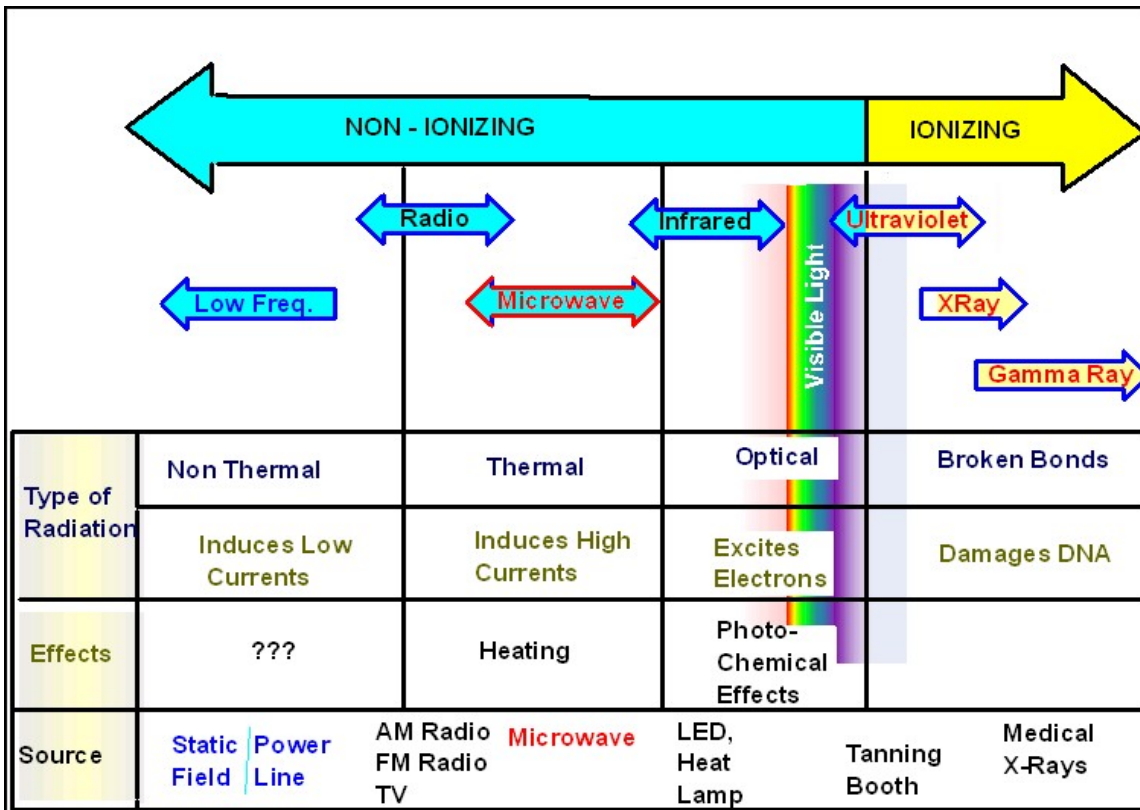 NON - IONIZING
IONIZING
Radio
Infrared
Ultraviolet
Low Freq.
Microwave
Visible Light
XRay
Gamma Ray
Type of
Radiation
Non Thermal
Thermal
Optical
Broken Bonds
Induces Low
Currents
Induces High
Currents
Excites
Electrons
Damages DNA
Effects
???
Heating
Photo-
Chemical
Effects
Source
Static
Field
Power
Line
AM Radio
FM Radio
TV
Microwave
LED,
Heat
Lamp
Tanning
Booth
Medical
X-Rays